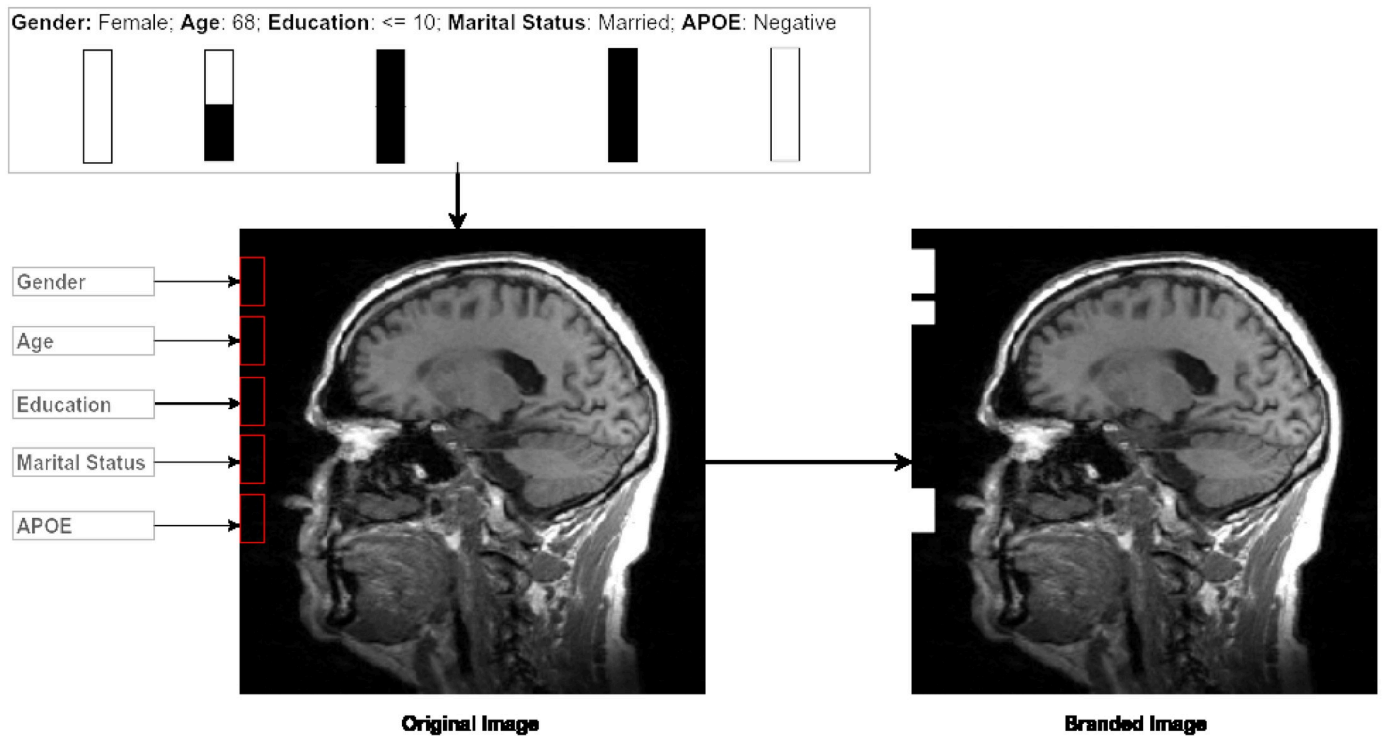 Gender: Female; Age: 68; Education: <= 10; Marital Status: Married; APOE: Negative
Gender
Age
Education
Marital Status
APOE
Original Image
Branded Image